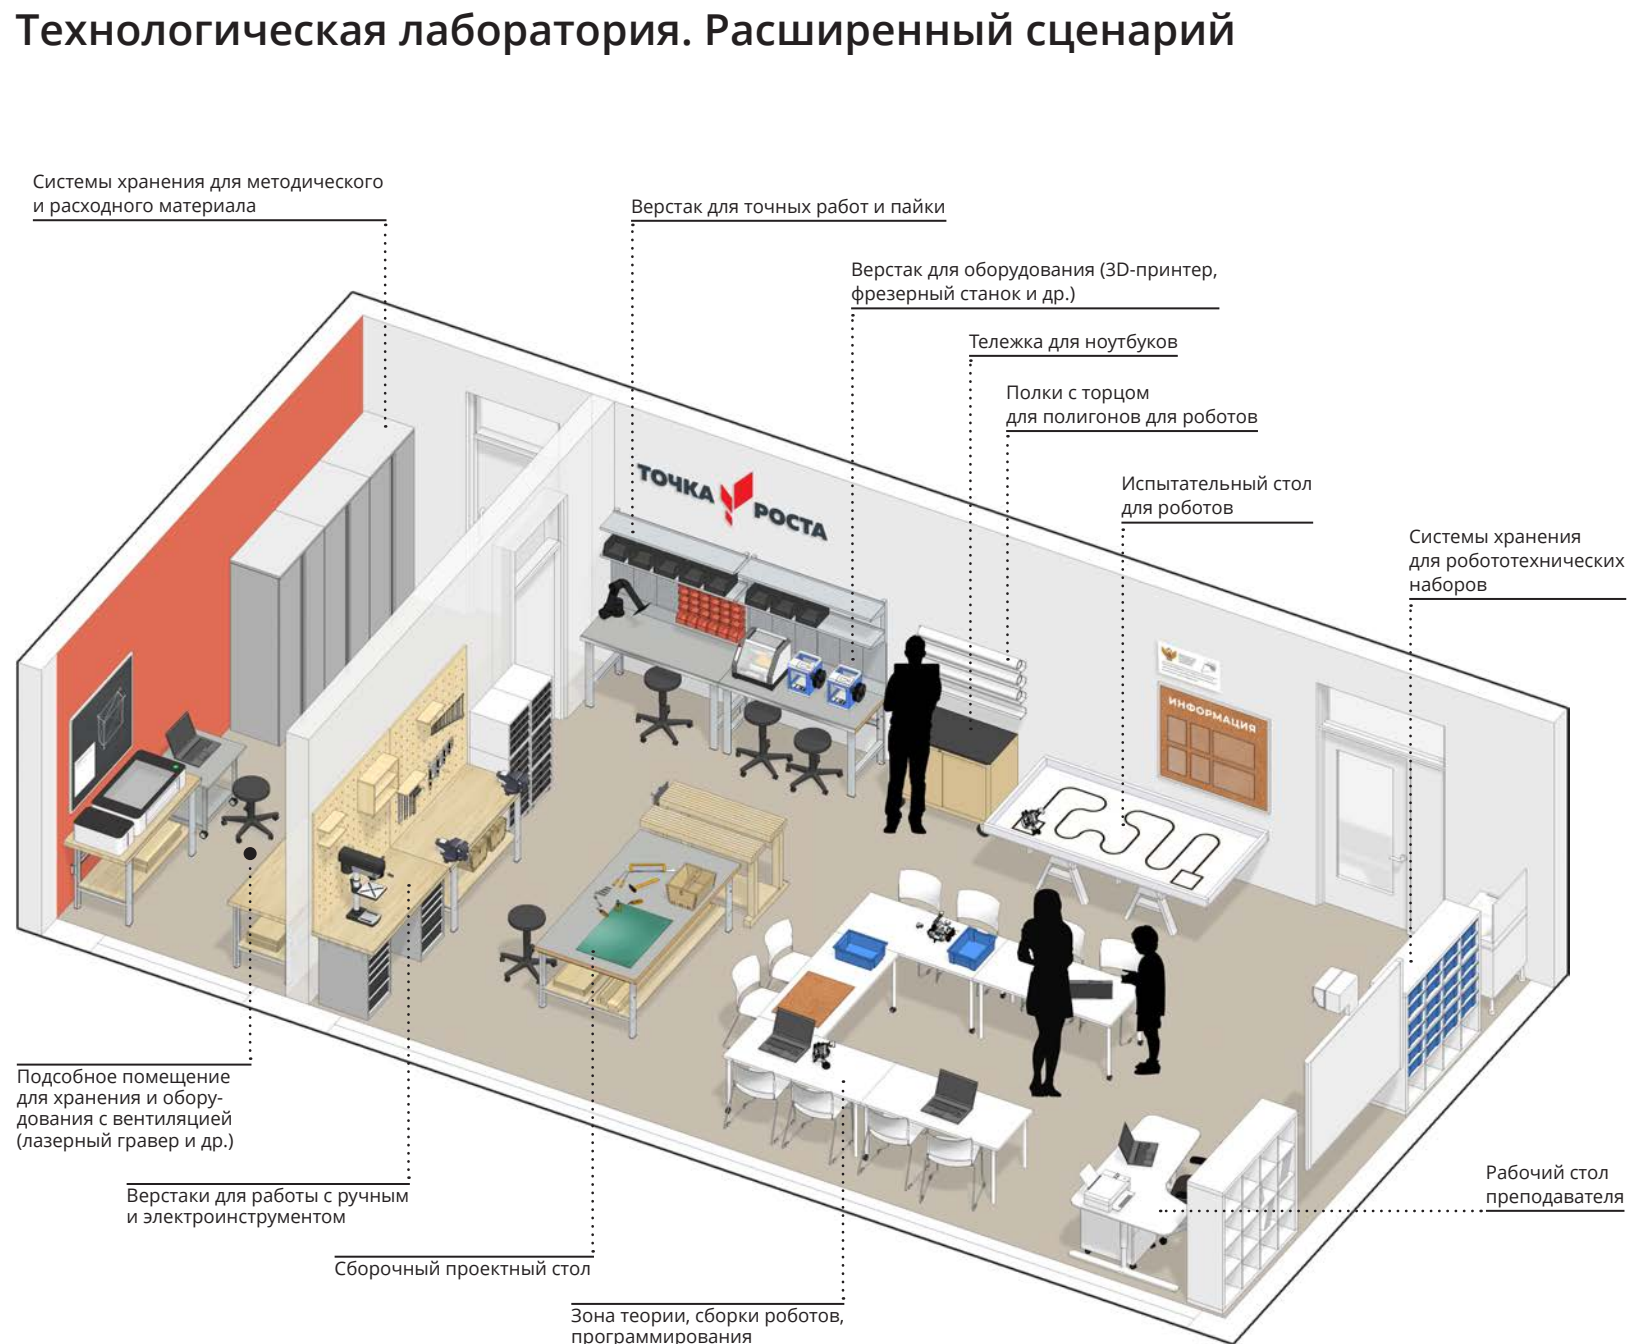 Технологическая лаборатория. Расширенный сценарий
Системы хранения для методического
и расходного материала
Верстак для точных работ и пайки
Верстак для оборудования (3D-принтер,
фрезерный станок и др.)
Тележка для ноутбуков
Полки с торцом
для полигонов для роботов
Испытательный стол
для роботов
Системы хранения
для робототехнических
наборов
ТОЧКА
РОСТА
ИНФОРМАЦИЯ
Подсобное помещение
для хранения и обору-
дования с вентиляцией
(лазерный гравер и др.)
Верстаки для работы с ручным
и электроинструментом
Сборочный проектный стол
Зона теории, сборки роботов,
программирования
Рабочий стол
преподавателя